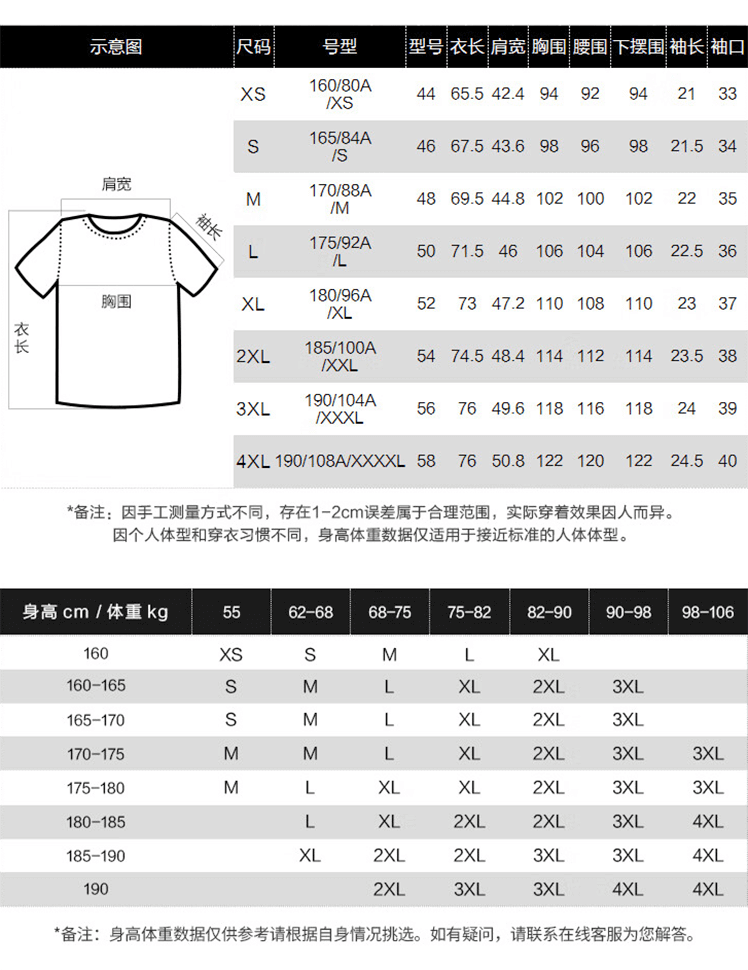 示意图 尺码 号型 型号 衣长 肩宽 胸围 腰围 下摆围 袖长 袖口
XS 160/80A/XS 44 65.5 42.4 94 92 94 21 33
S 165/84A/S 46 67.5 43.6 98 96 98 21.5 34
M 170/88A/M 48 69.5 44.8 102 100 102 22 35
L 175/92A/L 50 71.5 46 106 104 106 22.5 36
XL 180/96A/XL 52 73 47.2 110 108 110 23 37
2XL 185/100A/XXL 54 74.5 48.4 114 112 114 23.5 38
3XL 190/104A/XXXL 56 76 49.6 118 116 118 24 39
4XL 190/108A/XXXXL 58 76 50.8 122 120 122 24.5 40
肩宽
袖长
胸围
衣长
*备注：因手工测量方式不同，存在1-2cm误差属于合理范围，实际穿着效果因人而异。
因个人体型和穿衣习惯不同，身高体重数据仅适用于接近标准的人体体型。
身高cm/体重kg 55 62-68 68-75 75-82 82-90 90-98 98-106
160 XS S M L XL
160-165 S M L XL 2XL 3XL
165-170 S M L XL 2XL 3XL
170-175 M M L XL 2XL 3XL 3XL
175-180 M L XL XL 2XL 3XL 3XL
180-185 L XL 2XL 2XL 3XL 4XL
185-190 XL 2XL 2XL 3XL 3XL 4XL
190 2XL 3XL 3XL 4XL 4XL
*备注：身高体重数据仅供参考请根据自身情况挑选。如有疑问，请联系在线客服为您解答。